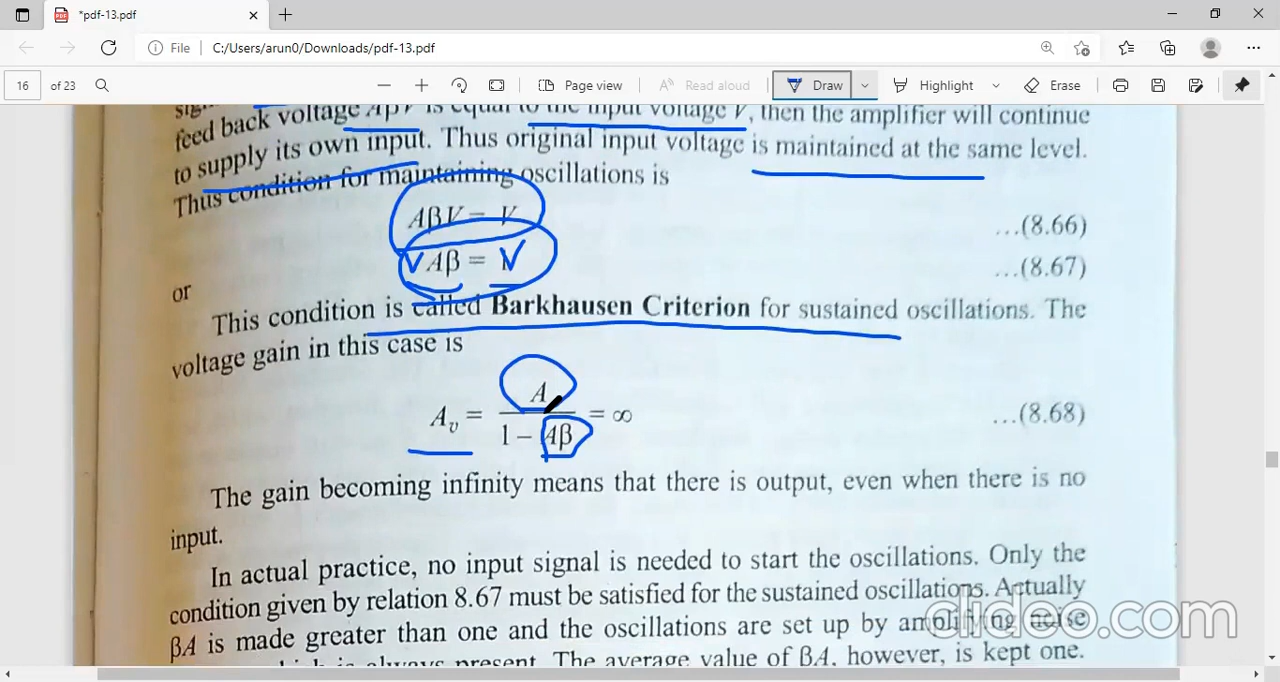 *pdf-13.pdf
File C:/Users/arun0/Downloads/pdf-13.pdf
16 of 23 Page view Read aloud Draw Highlight Erase
feed back voltage AβV is equal to the input voltage V, then the amplifier will continue
to supply its own input. Thus original input voltage is maintained at the same level.
Thus condition for maintaining oscillations is
AβV = V ...(8.66)
or V Aβ = V ...(8.67)
This condition is called Barkhausen Criterion for sustained oscillations. The
voltage gain in this case is
Av = A / 1 − Aβ = ∞ ...(8.68)
The gain becoming infinity means that there is output, even when there is no
input.
In actual practice, no input signal is needed to start the oscillations. Only the
condition given by relation 8.67 must be satisfied for the sustained oscillations. Actually
βA is made greater than one and the oscillations are set up by amplifying noise
always present. The average value of βA, however, is kept one.
clideo.com